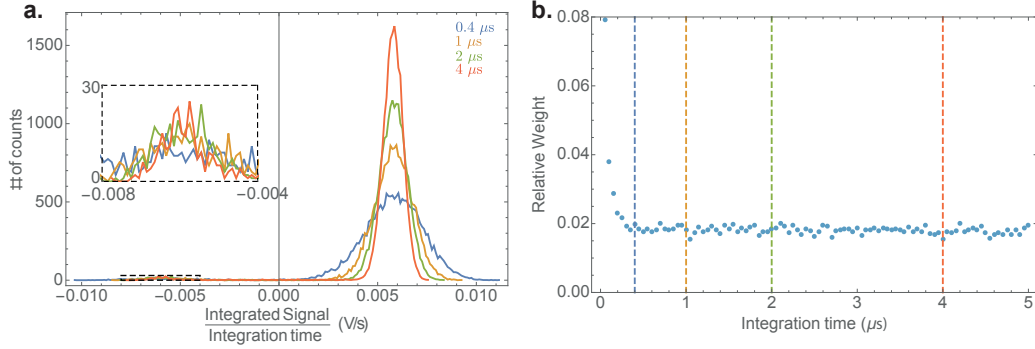 a.
1500
1000
500
0
# of counts
0.4 μs
1 μs
2 μs
4 μs
30
0
−0.008
−0.004
−0.010
−0.005
0.000
0.005
0.010
Integrated Signal
Integration time
(V/s)
b.
0.08
0.06
0.04
0.02
0.00
Relative Weight
0
1
2
3
4
5
Integration time (μs)